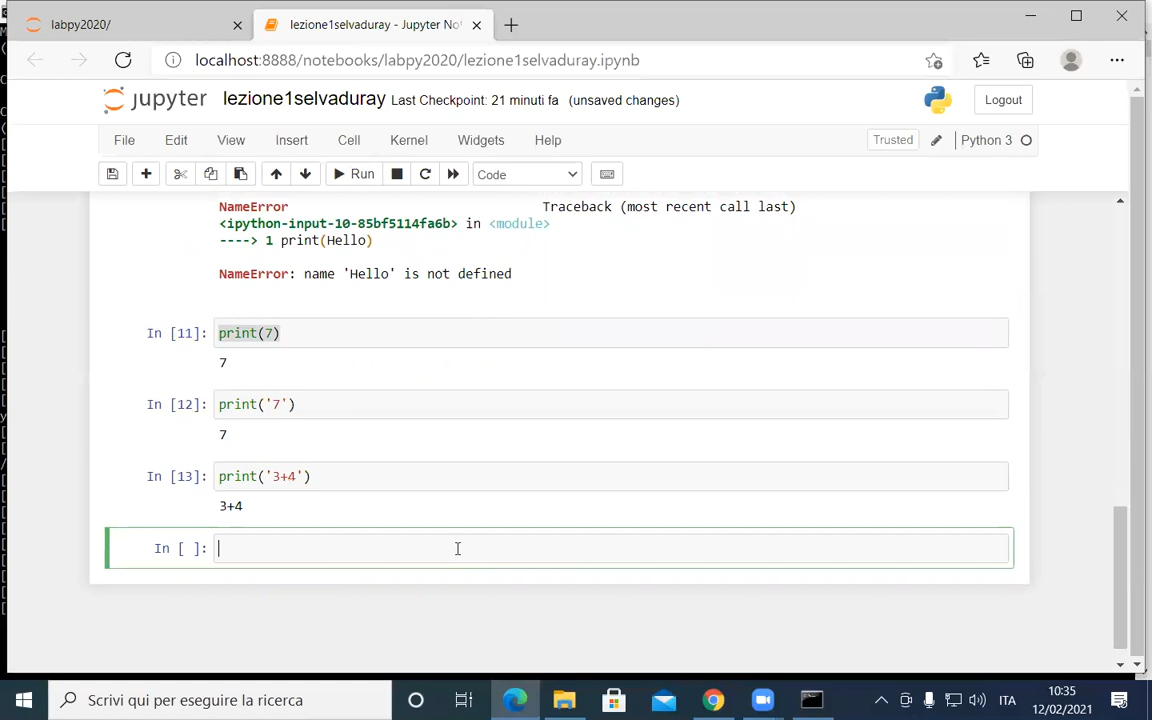 labpy2020/
lezione1selvaduray - Jupyter No
localhost:8888/notebooks/labpy2020/lezione1selvaduray.ipynb
jupyter lezione1selvaduray Last Checkpoint: 21 minuti fa (unsaved changes)
Logout
File Edit View Insert Cell Kernel Widgets Help
Trusted Python 3
Run Code
NameError Traceback (most recent call last)
<ipython-input-10-85bf5114fa6b> in <module>
----> 1 print(Hello)
NameError: name 'Hello' is not defined
In [11]: print(7)
7
In [12]: print('7')
7
In [13]: print('3+4')
3+4
In [ ]:
Scrivi qui per eseguire la ricerca
ITA
10:35
12/02/2021